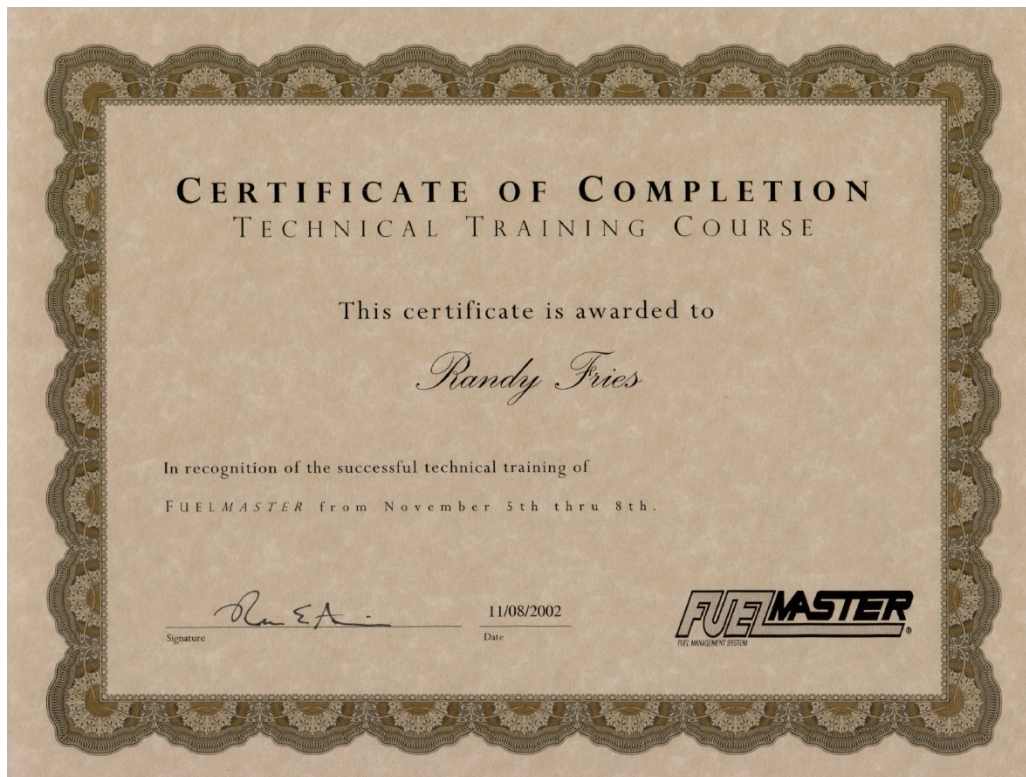 CERTIFICATE OF COMPLETION
TECHNICAL TRAINING COURSE
This certificate is awarded to
Randy Fries
In recognition of the successful technical training of
FUELMASTER from November 5th thru 8th.
11/08/2002
Signature
Date
FUELMASTER®
FUEL MANAGEMENT SYSTEM